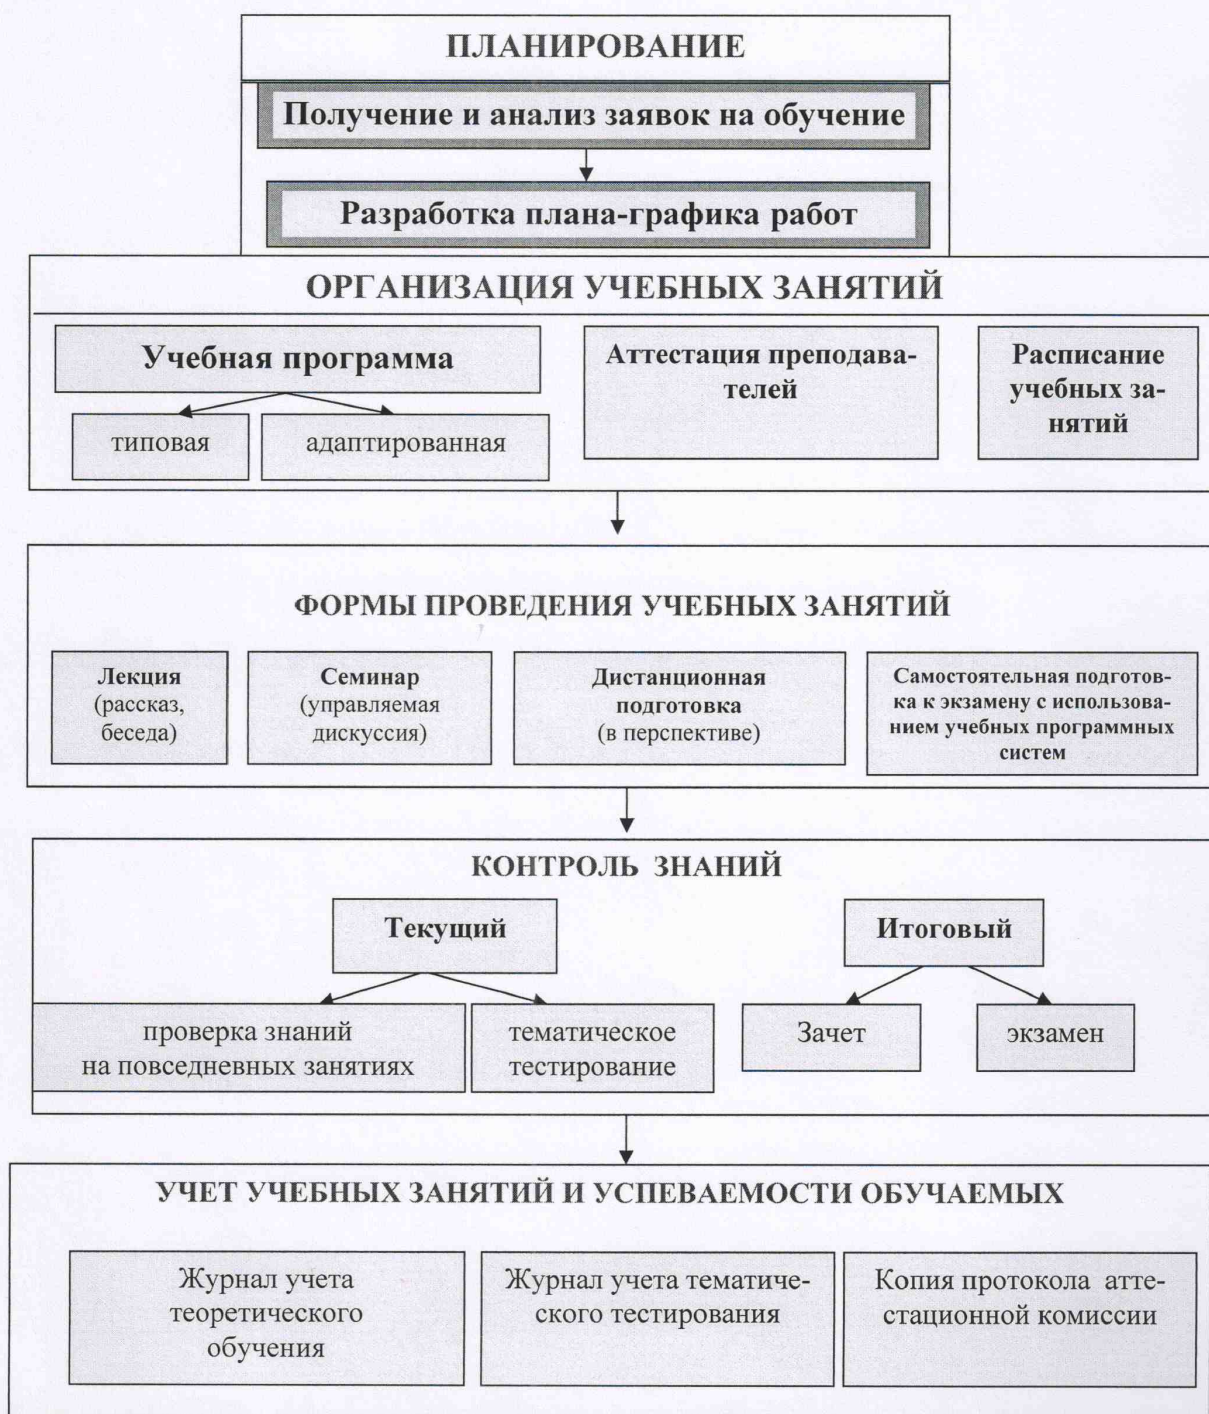 ПЛАНИРОВАНИЕ
Получение и анализ заявок на обучение
Разработка плана-графика работ
ОРГАНИЗАЦИЯ УЧЕБНЫХ ЗАНЯТИЙ
Учебная программа
типовая
адаптированная
Аттестация преподава-
телей
Расписание
учебных за-
нятий
ФОРМЫ ПРОВЕДЕНИЯ УЧЕБНЫХ ЗАНЯТИЙ
Лекция
(рассказ,
беседа)
Семинар
(управляемая
дискуссия)
Дистанционная
подготовка
(в перспективе)
Самостоятельная подготов-
ка к экзамену с использова-
нием учебных программных
систем
КОНТРОЛЬ ЗНАНИЙ
Текущий
проверка знаний
на повседневных занятиях
тематическое
тестирование
Итоговый
Зачет
экзамен
УЧЕТ УЧЕБНЫХ ЗАНЯТИЙ И УСПЕВАЕМОСТИ ОБУЧАЕМЫХ
Журнал учета
теоретического
обучения
Журнал учета тематиче-
ского тестирования
Копия протокола атте-
стационной комиссии